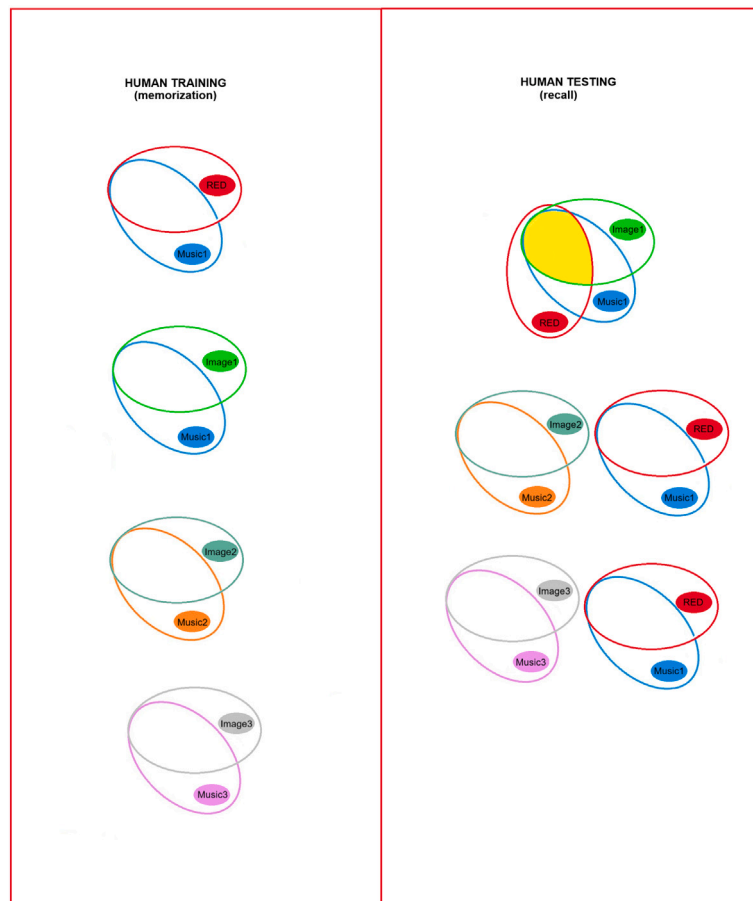 HUMAN TRAINING
(memorization)
RED
Music1
Image1
Music1
Image2
Music2
Image3
Music3
HUMAN TESTING
(recall)
Image1
Music1
RED
Image2
RED
Music2
Music1
Image3
RED
Music3
Music1